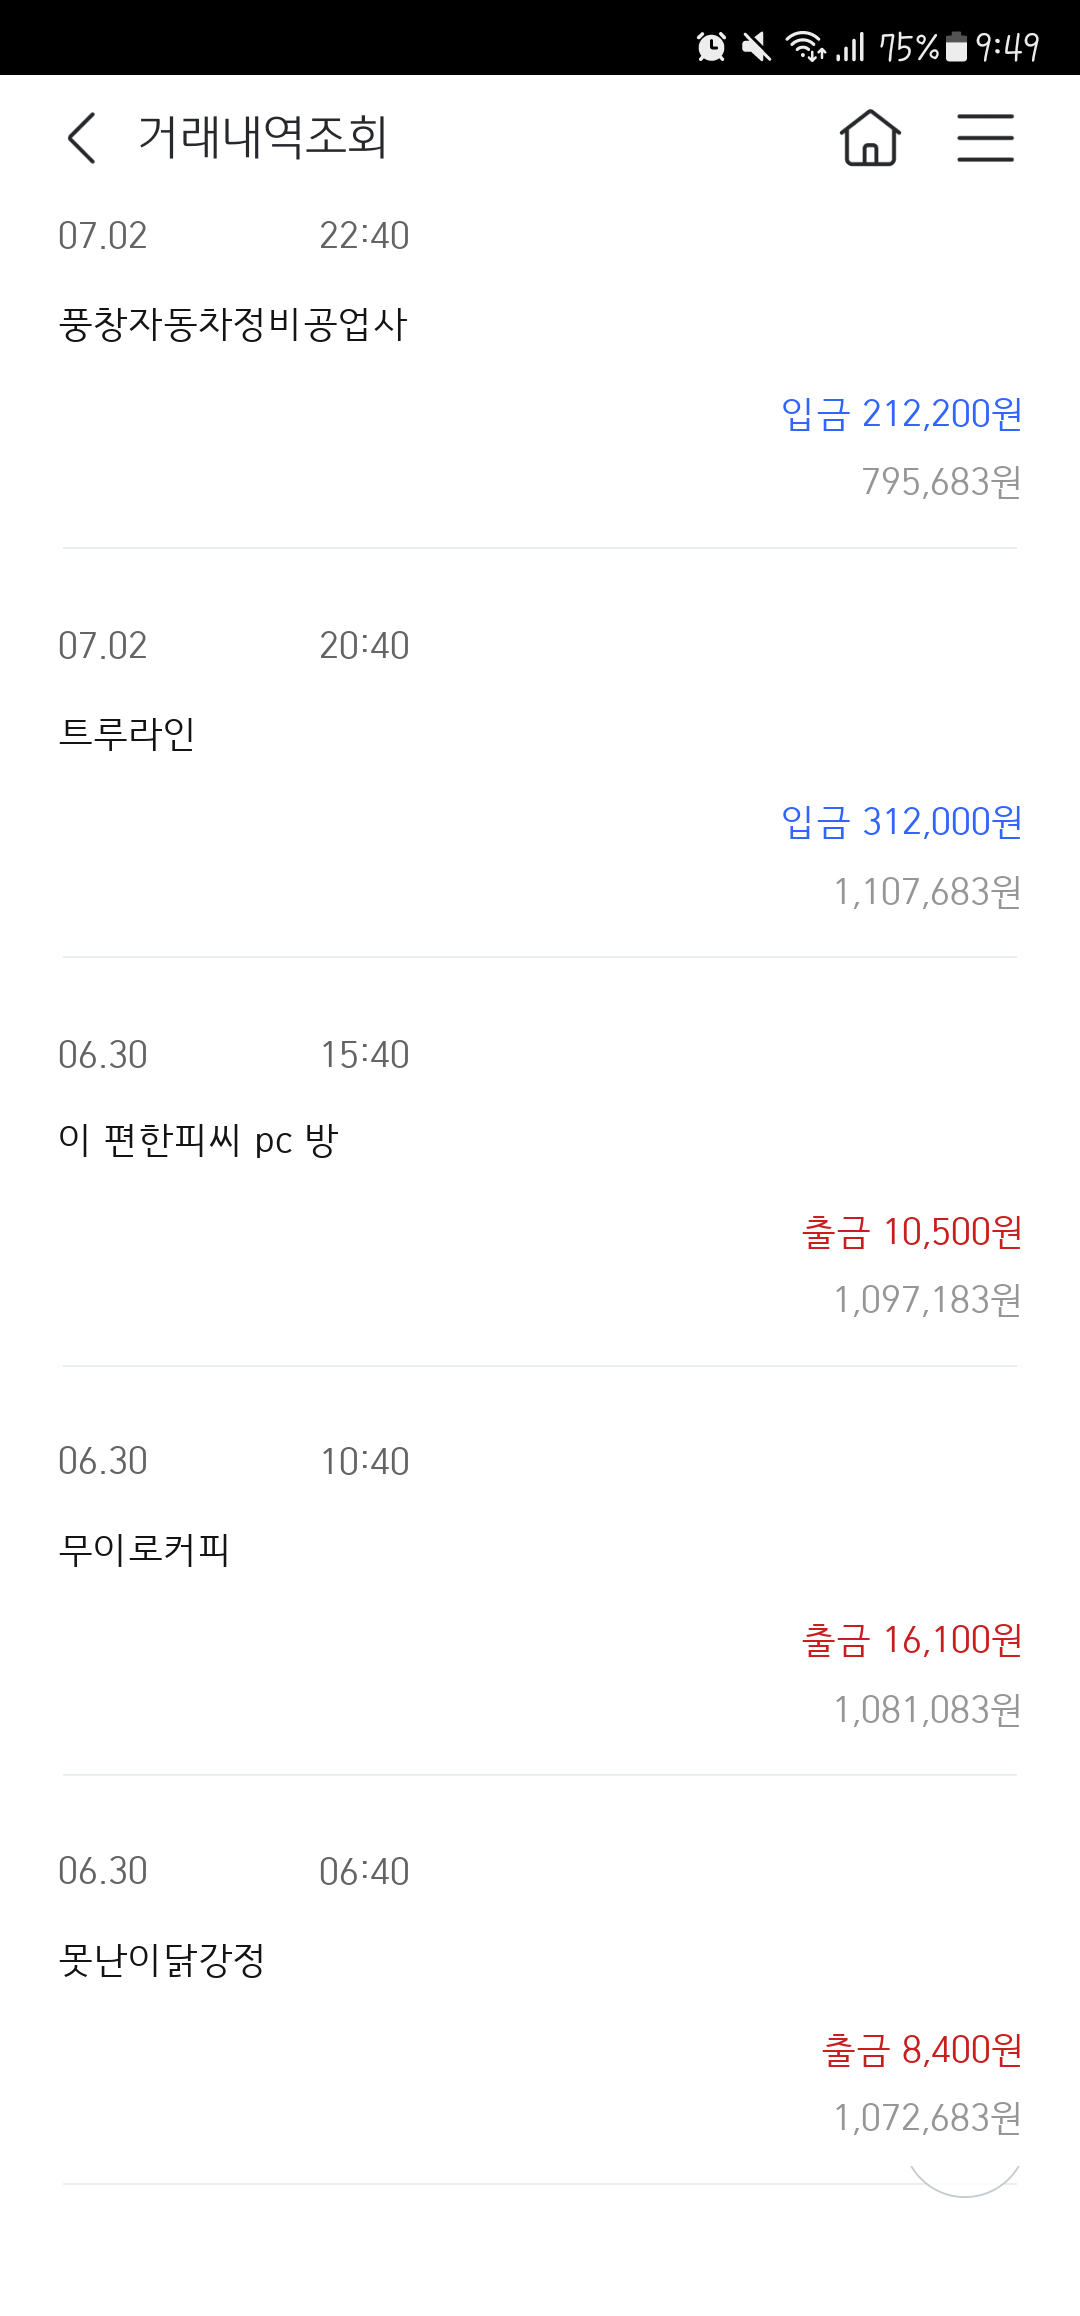 75% 9:49
거래내역조회
07.02 22:40
풍창자동차정비공업사
입금 212,200원
795,683원
07.02 20:40
트루라인
입금 312,000원
1,107,683원
06.30 15:40
이 편한피씨 pc 방
출금 10,500원
1,097,183원
06.30 10:40
무이로커피
출금 16,100원
1,081,083원
06.30 06:40
못난이닭강정
출금 8,400원
1,072,683원